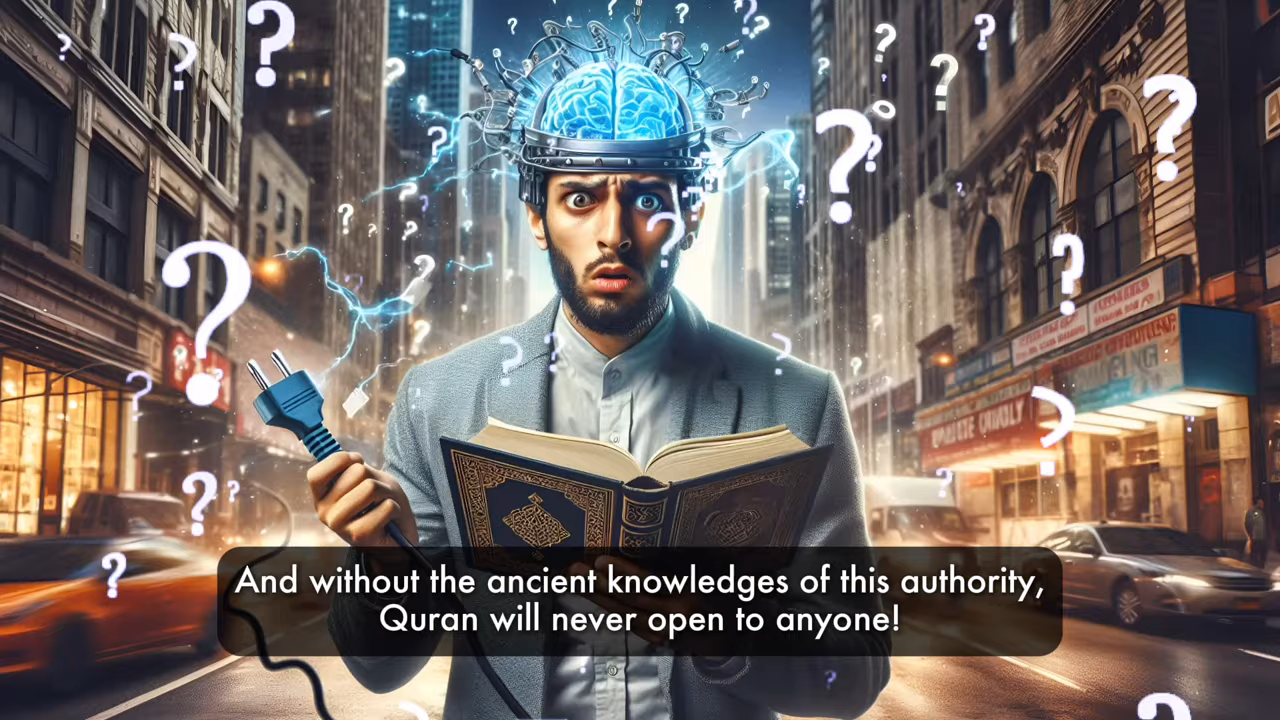 And without the ancient knowledges of this authority,
Quran will never open to anyone!